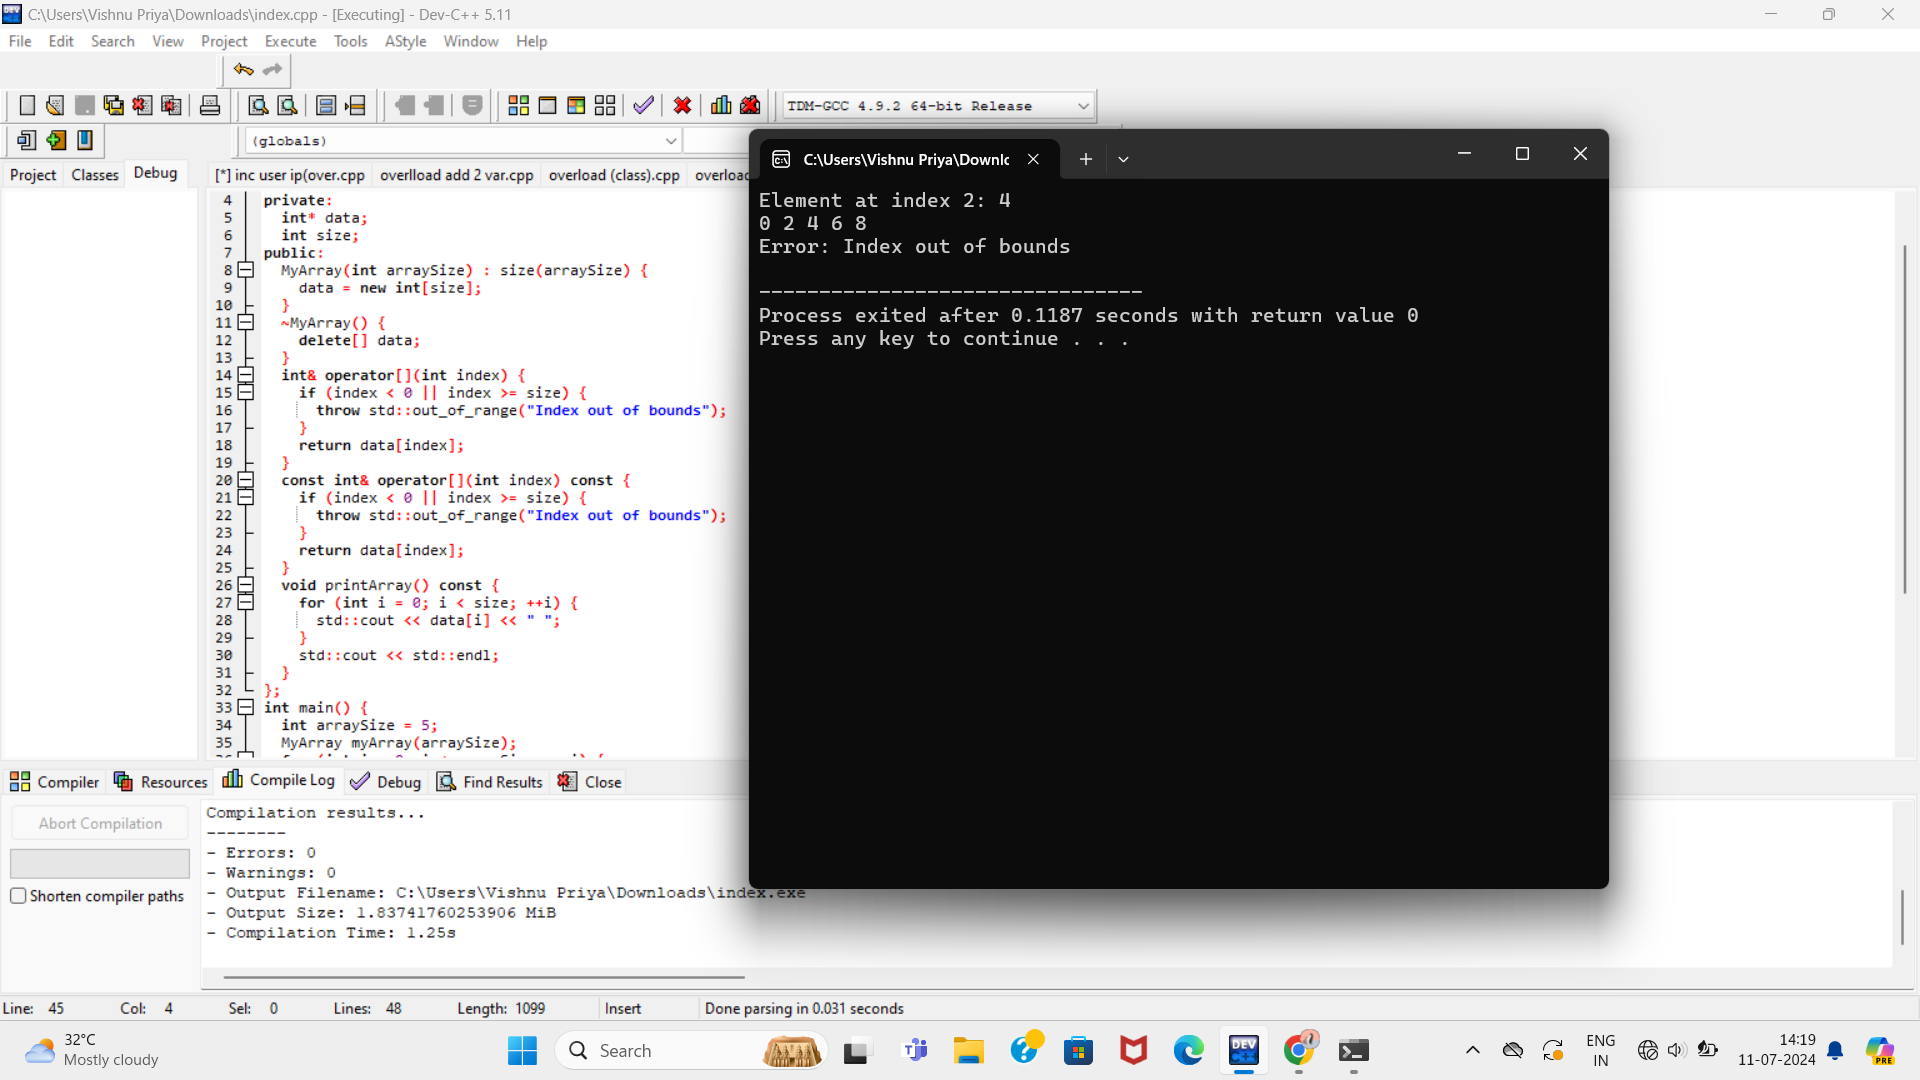 C:\Users\Vishnu Priya\Downloads\index.cpp - [Executing] - Dev-C++ 5.11
File Edit Search View Project Execute Tools AStyle Window Help
TDM-GCC 4.9.2 64-bit Release
(globals)
Project Classes Debug
[*] inc user ip(over.cpp overlload add 2 var.cpp overload (class).cpp overloa
4 private:
5 int* data;
6 int size;
7 public:
8 MyArray(int arraySize) : size(arraySize) {
9 data = new int[size];
10 }
11 ~MyArray() {
12 delete[] data;
13 }
14 int& operator[](int index) {
15 if (index < 0 || index >= size) {
16 throw std::out_of_range("Index out of bounds");
17 }
18 return data[index];
19 }
20 const int& operator[](int index) const {
21 if (index < 0 || index >= size) {
22 throw std::out_of_range("Index out of bounds");
23 }
24 return data[index];
25 }
26 void printArray() const {
27 for (int i = 0; i < size; ++i) {
28 std::cout << data[i] << " ";
29 }
30 std::cout << std::endl;
31 }
32 };
33 int main() {
34 int arraySize = 5;
35 MyArray myArray(arraySize);
C:\Users\Vishnu Priya\Downlc
Element at index 2: 4
0 2 4 6 8
Error: Index out of bounds
--------------------------------
Process exited after 0.1187 seconds with return value 0
Press any key to continue . . .
Compiler Resources Compile Log Debug Find Results Close
Abort Compilation
Shorten compiler paths
Compilation results...
--------
- Errors: 0
- Warnings: 0
- Output Filename: C:\Users\Vishnu Priya\Downloads\index.exe
- Output Size: 1.83741760253906 MiB
- Compilation Time: 1.25s
Line: 45 Col: 4 Sel: 0 Lines: 48 Length: 1099 Insert Done parsing in 0.031 seconds
32°C
Mostly cloudy
Search
DEV
ENG
IN
14:19
11-07-2024
PRE